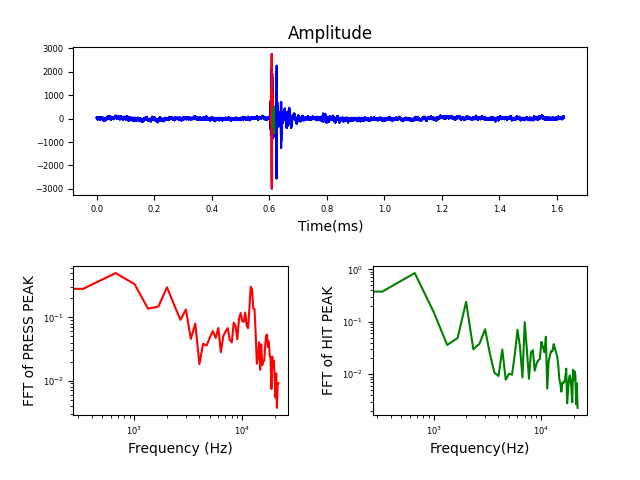 Amplitude
3000
2000
1000
0
−1000
−2000
−3000
0.0 0.2 0.4 0.6 0.8 1.0 1.2 1.4 1.6
Time(ms)
FFT of PRESS PEAK
10⁻¹
10⁻²
10³ 10⁴
Frequency (Hz)
FFT of HIT PEAK
10⁰
10⁻¹
10⁻²
10³ 10⁴
Frequency(Hz)